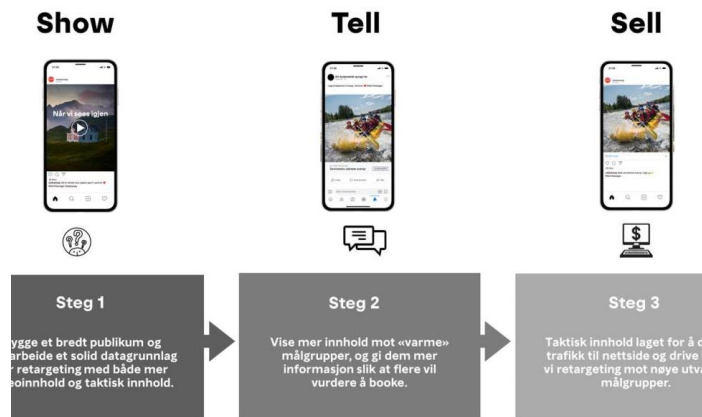 Show
Tell
Sell
Når vi sees igjen
$
Steg 1
ygge et bredt publikum og
arbeide et solid datagrunnlag
r retargeting med både mer
eoinnhold og taktisk innhold.
Steg 2
Vise mer innhold mot «varme»
målgrupper, og gi dem mer
informasjon slik at flere vil
vurdere å booke.
Steg 3
Taktisk innhold laget for å d
trafikk til nettside og drive
vi retargeting mot nøye utva
målgrupper.